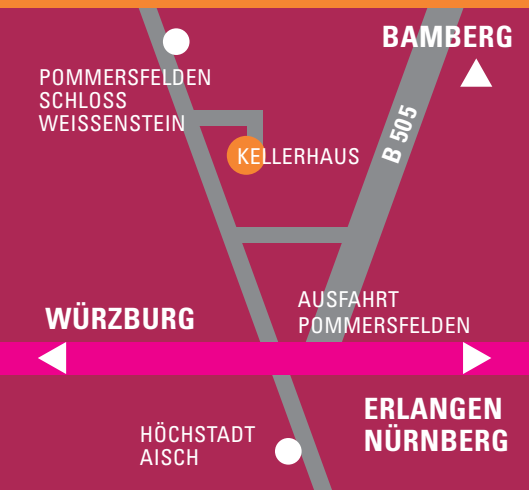 BAMBERG
POMMERSFELDEN
SCHLOSS
WEISSENSTEIN
B 505
KELLERHAUS
AUSFAHRT
POMMERSFELDEN
WÜRZBURG
ERLANGEN
NÜRNBERG
HÖCHSTADT
AISCH